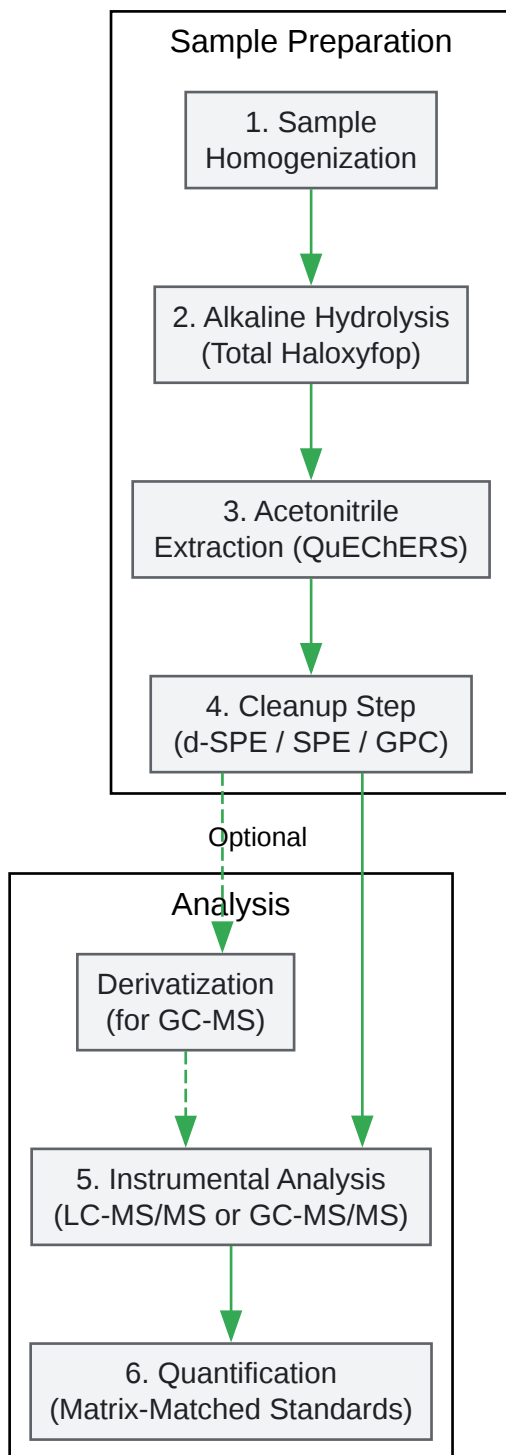 Sample Preparation
1. Sample
Homogenization
2. Alkaline Hydrolysis
(Total Haloxyfop)
3. Acetonitrile
Extraction (QuEChERS)
4. Cleanup Step
(d-SPE / SPE / GPC)
Optional
Analysis
Derivatization
(for GC-MS)
5. Instrumental Analysis
(LC-MS/MS or GC-MS/MS)
6. Quantification
(Matrix-Matched Standards)